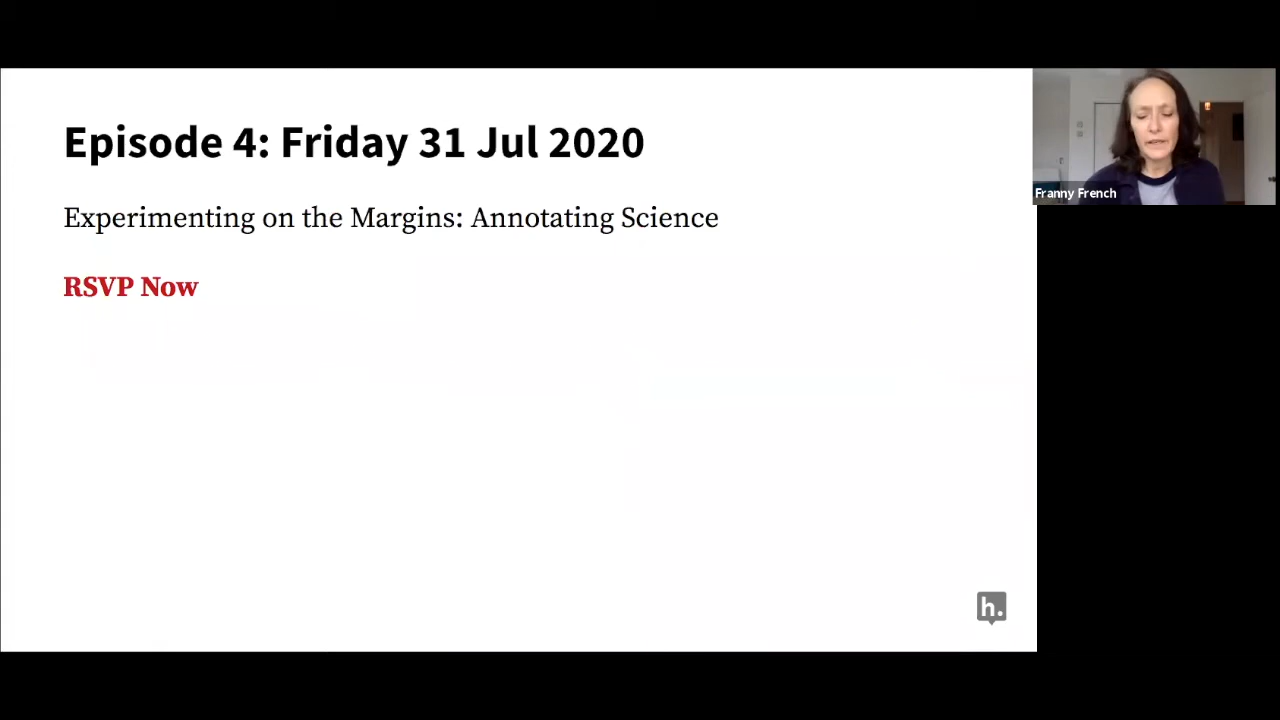 Episode 4: Friday 31 Jul 2020
Experimenting on the Margins: Annotating Science
RSVP Now
Franny French
h.